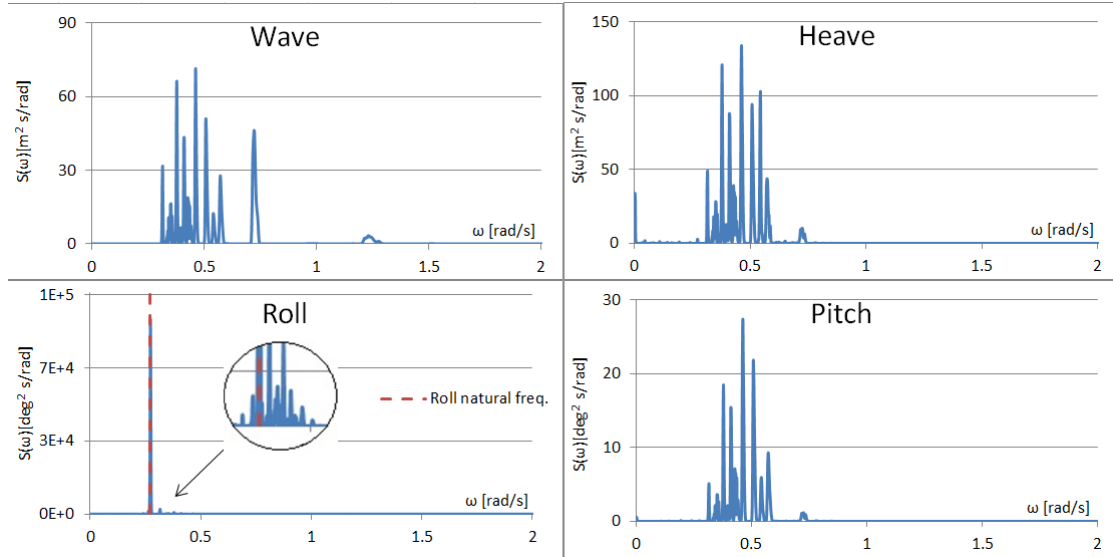 Wave
S(ω)[m² s/rad]
90
60
30
0
0
0.5
1
1.5
2
ω [rad/s]
Heave
S(ω)[m² s/rad]
150
100
50
0
0
0.5
1
1.5
2
ω [rad/s]
Roll
S(ω)[deg² s/rad]
1E+5
7E+4
3E+4
0E+0
0
0.5
1
1.5
2
Roll natural freq.
ω [rad/s]
Pitch
S(ω)[deg² s/rad]
30
20
10
0
0
0.5
1
1.5
2
ω [rad/s]